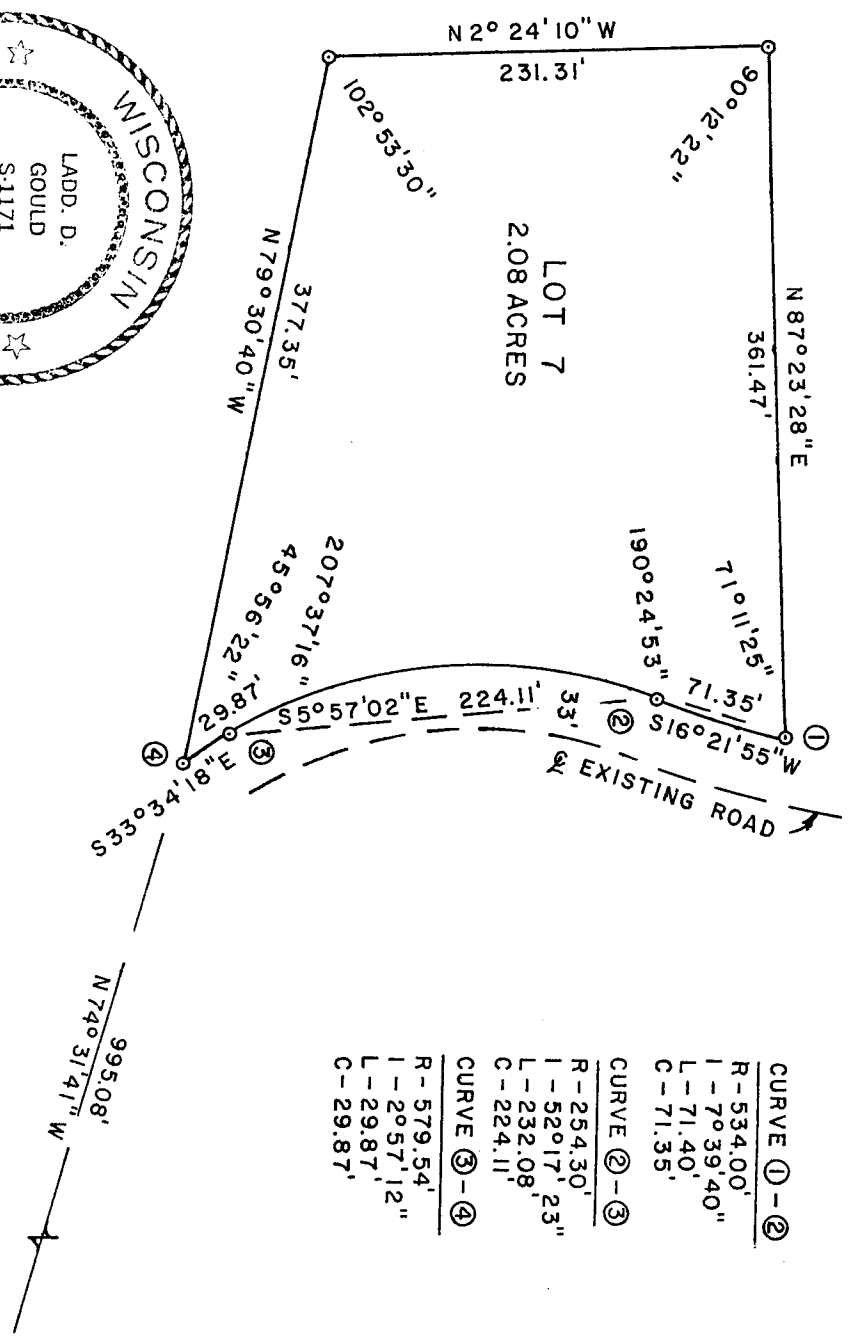 N 2° 24' 10" W
231.31'
90° 12' 22"
102° 53' 30"
LOT 7
2.08 ACRES
N 87° 23' 28" E
361.47'
377.35'
N 79° 30' 40" W
71° 11' 25"
190° 24' 53"
207° 37' 16"
45° 56' 22"
71.35'
S 16° 21' 55" W
S 5° 57' 02" E 224.11'
33'
29.87'
S 33° 34' 18" E
①
②
③
④
℄ EXISTING ROAD
995.08'
N 74° 31' 41" W
CURVE ① - ②
R - 534.00'
I - 7° 39' 40"
L - 71.40'
C - 71.35'
CURVE ② - ③
R - 254.30'
I - 52° 17' 23"
L - 232.08'
C - 224.11'
CURVE ③ - ④
R - 579.54'
I - 2° 57' 12"
L - 29.87'
C - 29.87'
WISCONSIN
LADD. D.
GOULD
S-1171